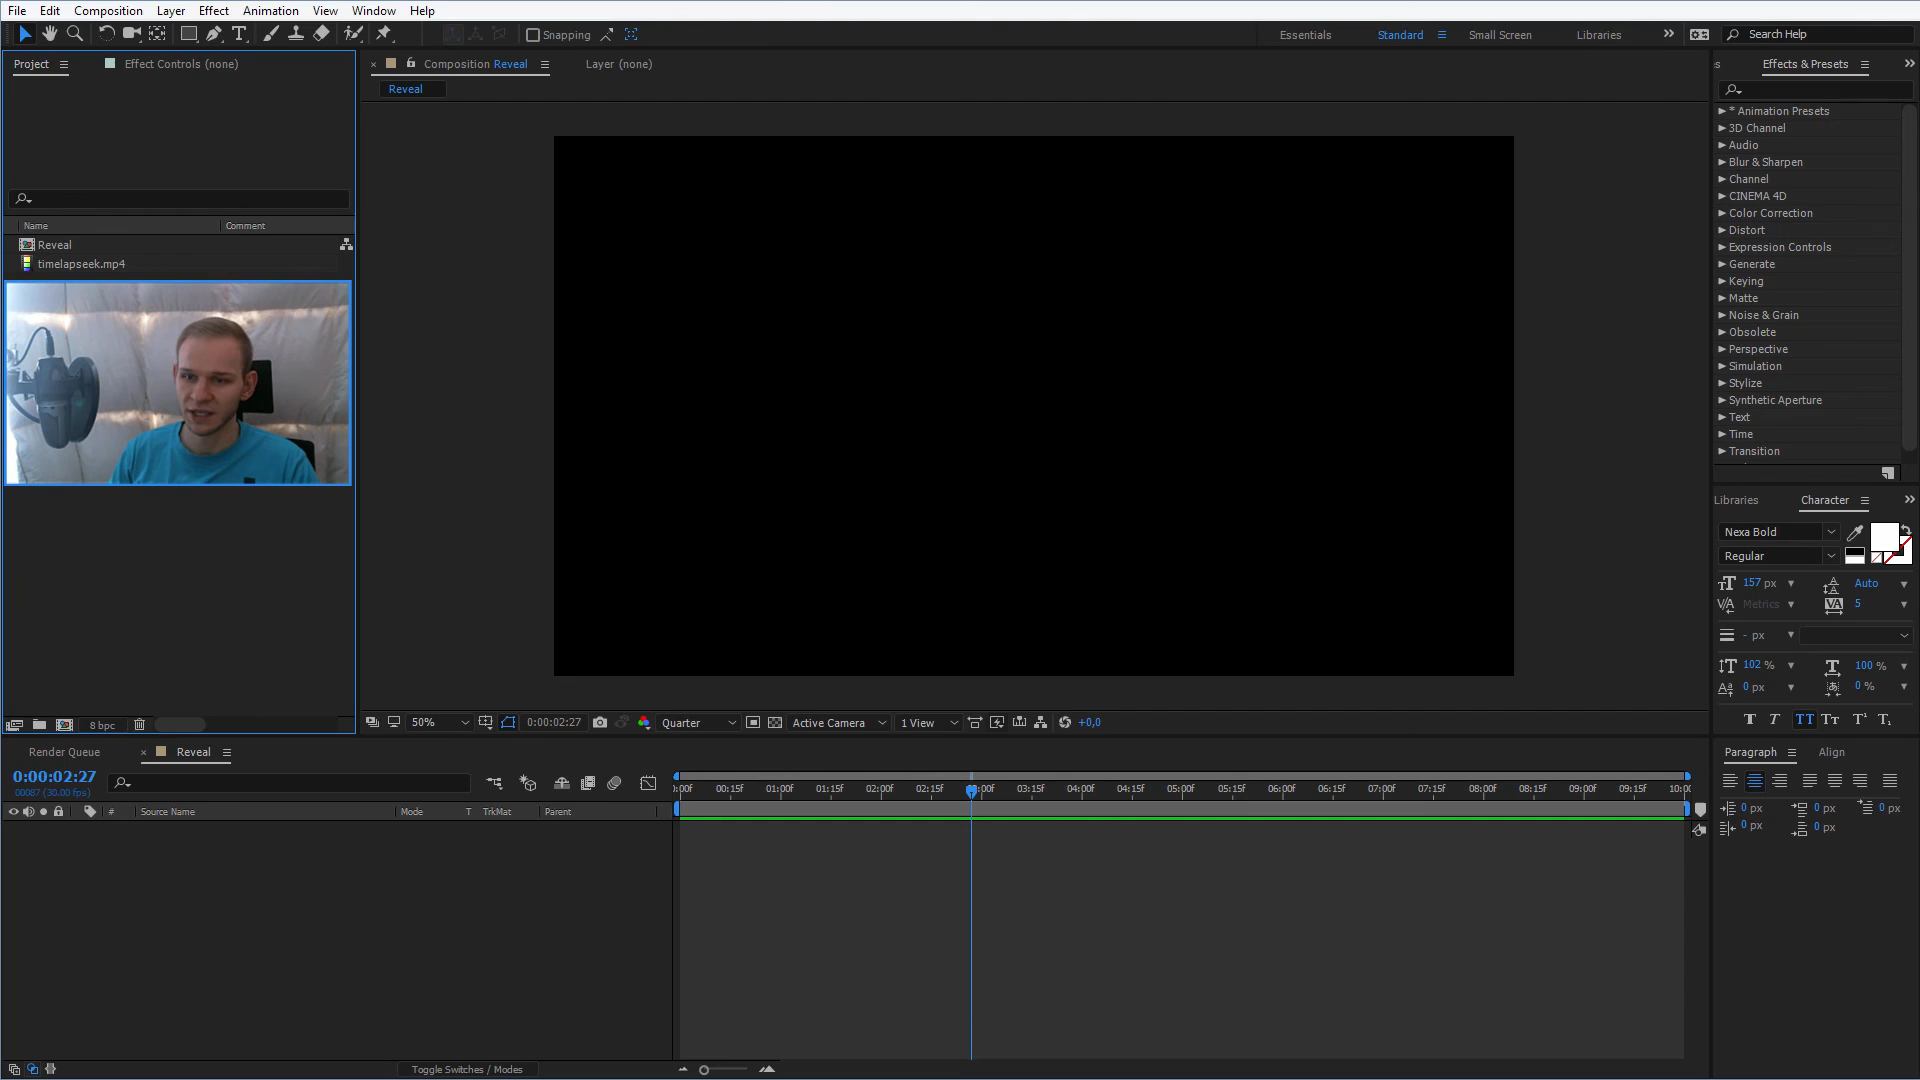 File Edit Composition Layer Effect Animation View Window Help
Snapping
Essentials Standard Small Screen Libraries Search Help
Project Effect Controls (none)
Composition Reveal Layer (none)
Reveal
Effects & Presets
Name Comment
Reveal
timelapseek.mp4
* Animation Presets
3D Channel
Audio
Blur & Sharpen
Channel
CINEMA 4D
Color Correction
Distort
Expression Controls
Generate
Keying
Matte
Noise & Grain
Obsolete
Perspective
Simulation
Stylize
Synthetic Aperture
Text
Time
Transition
Libraries Character
Nexa Bold
Regular
157 px Auto
Metrics 5
- px
102 % 100 %
0 px 0 %
T T TT Tт T¹ T₁
8 bpc
50% 0:00:02:27 Quarter Active Camera 1 View +0,0
Render Queue Reveal
0:00:02:27
00087 (30.00 fps)
# Source Name Mode T TrkMat Parent
:00f 00:15f 01:00f 01:15f 02:00f 02:15f :00f 03:15f 04:00f 04:15f 05:00f 05:15f 06:00f 06:15f 07:00f 07:15f 08:00f 08:15f 09:00f 09:15f 10:0
Paragraph Align
0 px 0 px 0 px
0 px 0 px
Toggle Switches / Modes